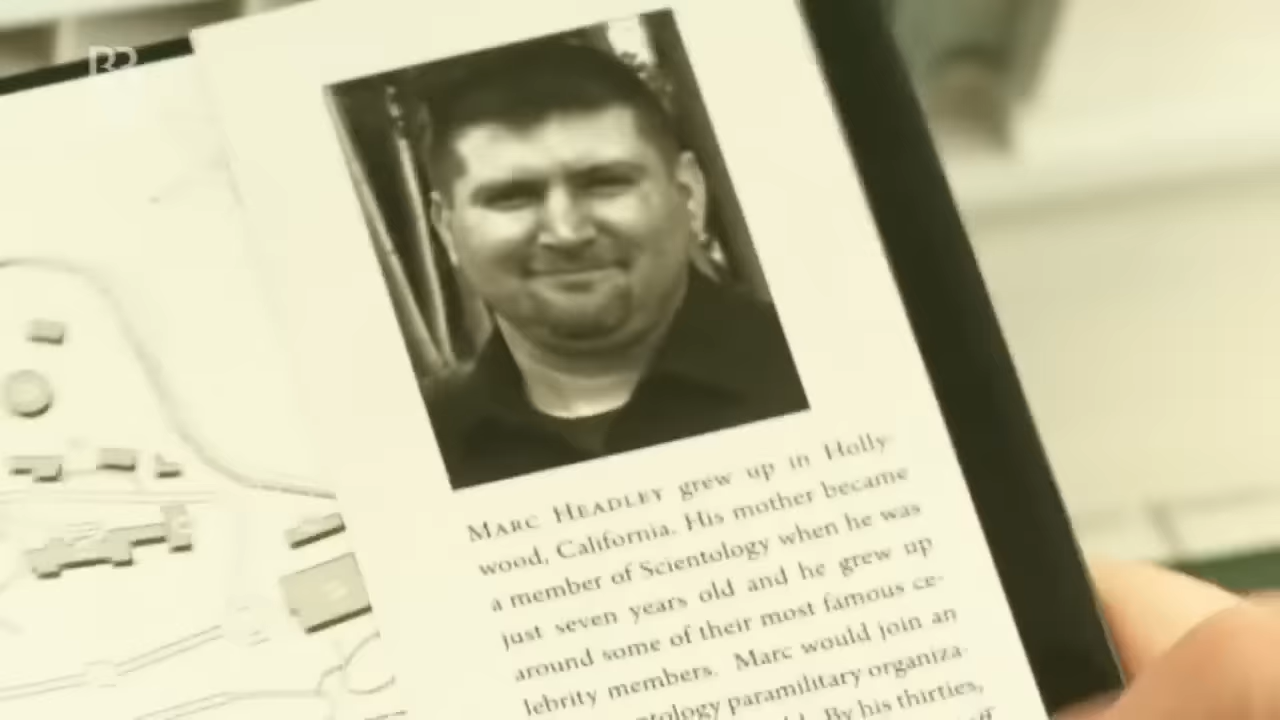 BR
MARC HEADLEY grew up in Holly-
wood, California. His mother became
a member of Scientology when he was
just seven years old and he grew up
around some of their most famous ce-
lebrity members. Marc would join an
paramilitary organiza-
By his thirties,